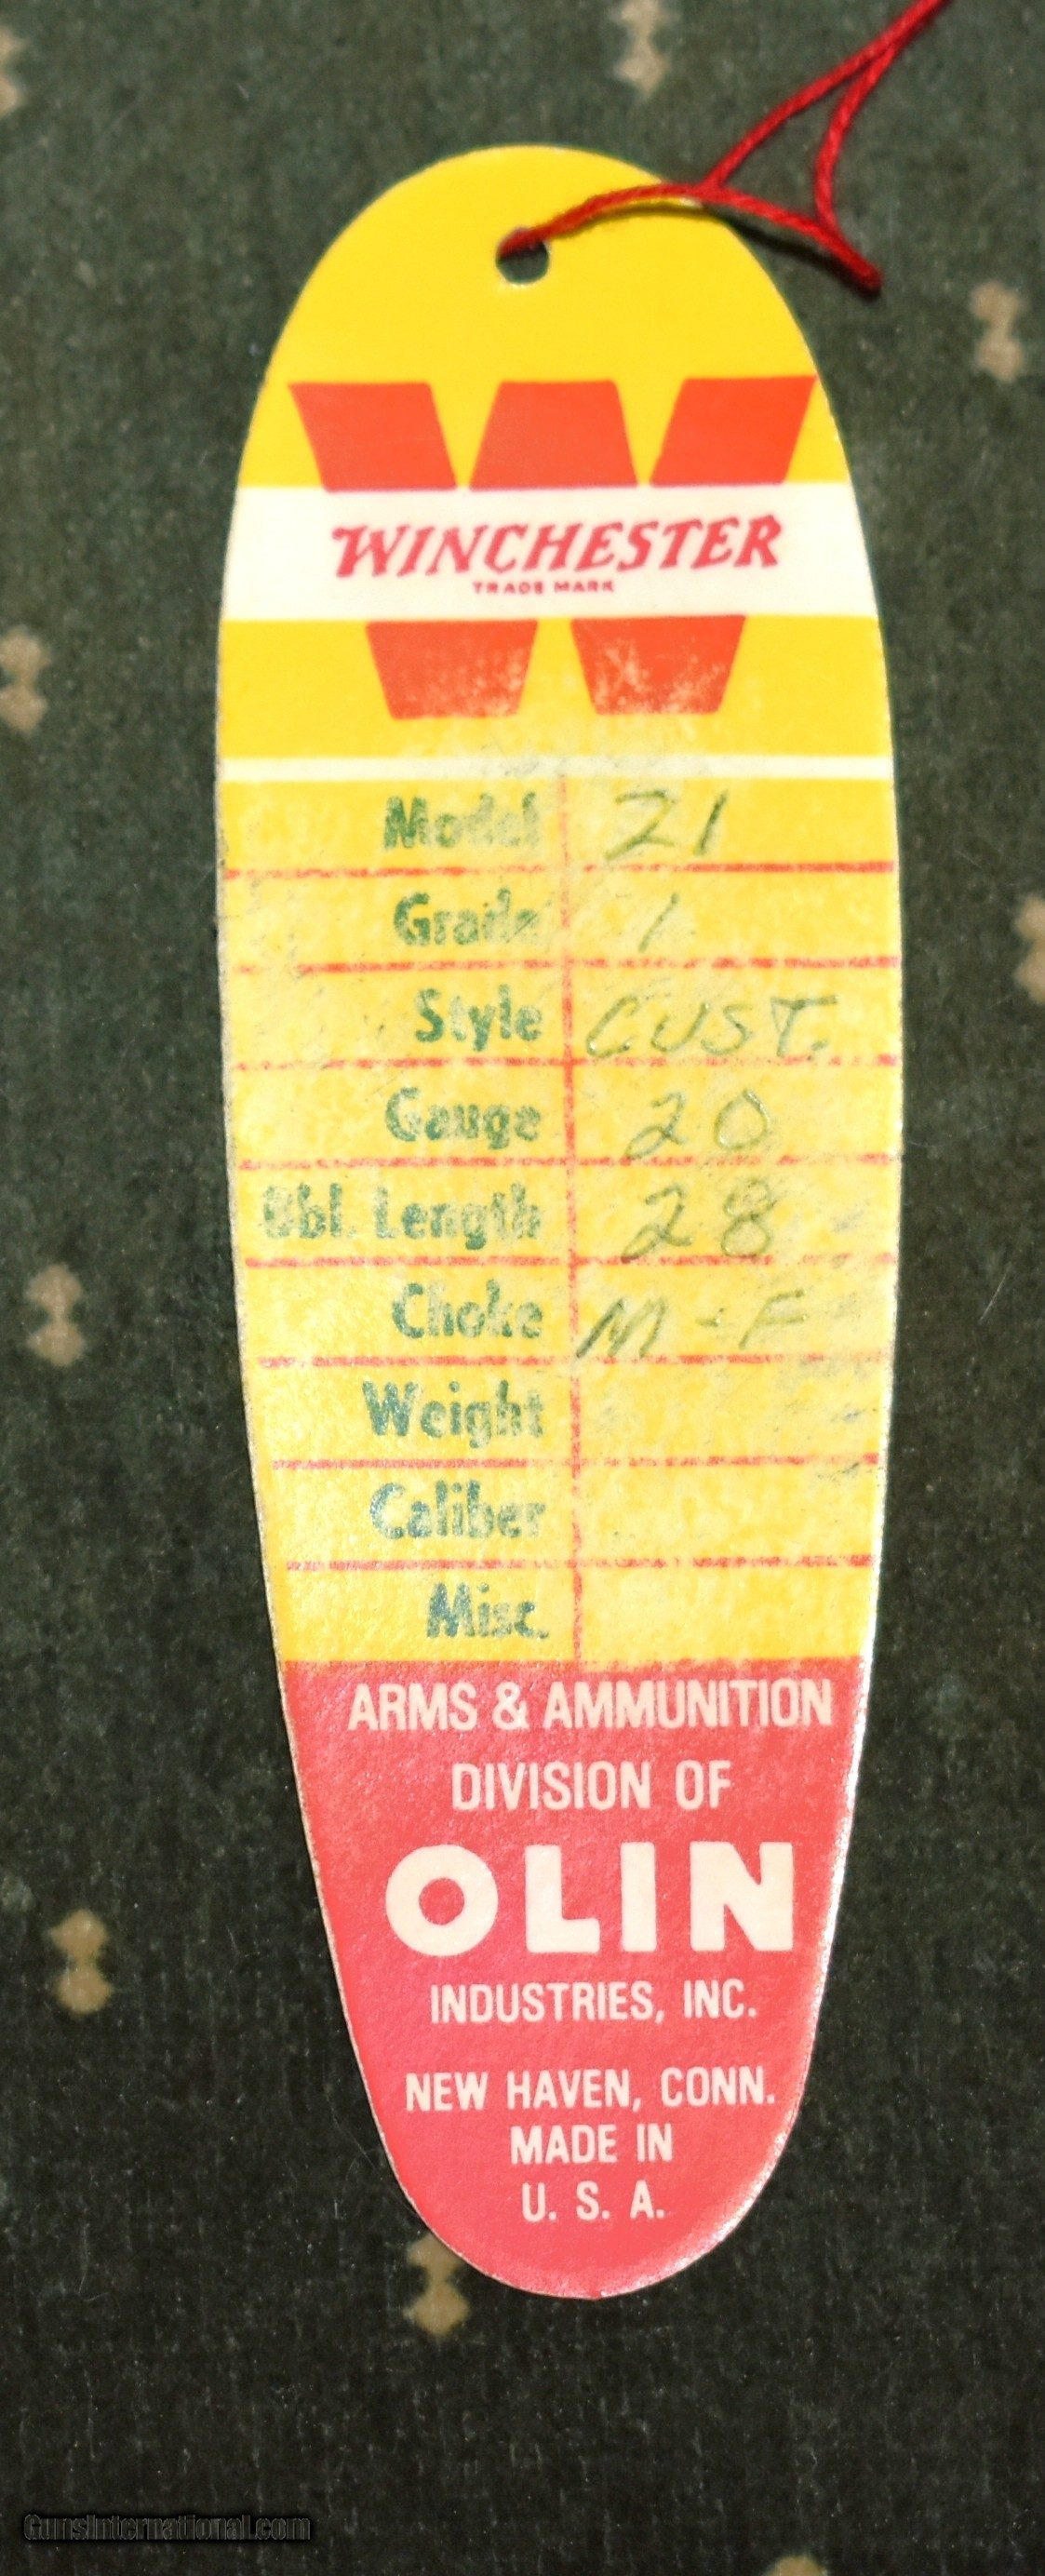 WINCHESTER
TRADE MARK
Model 21
Grade 1
Style CUST.
Gauge 20
Bbl. Length 28
Choke M-F
Weight
Caliber
Misc.
ARMS & AMMUNITION
DIVISION OF
OLIN
INDUSTRIES, INC.
NEW HAVEN, CONN.
MADE IN
U. S. A.
GunsInternational.com